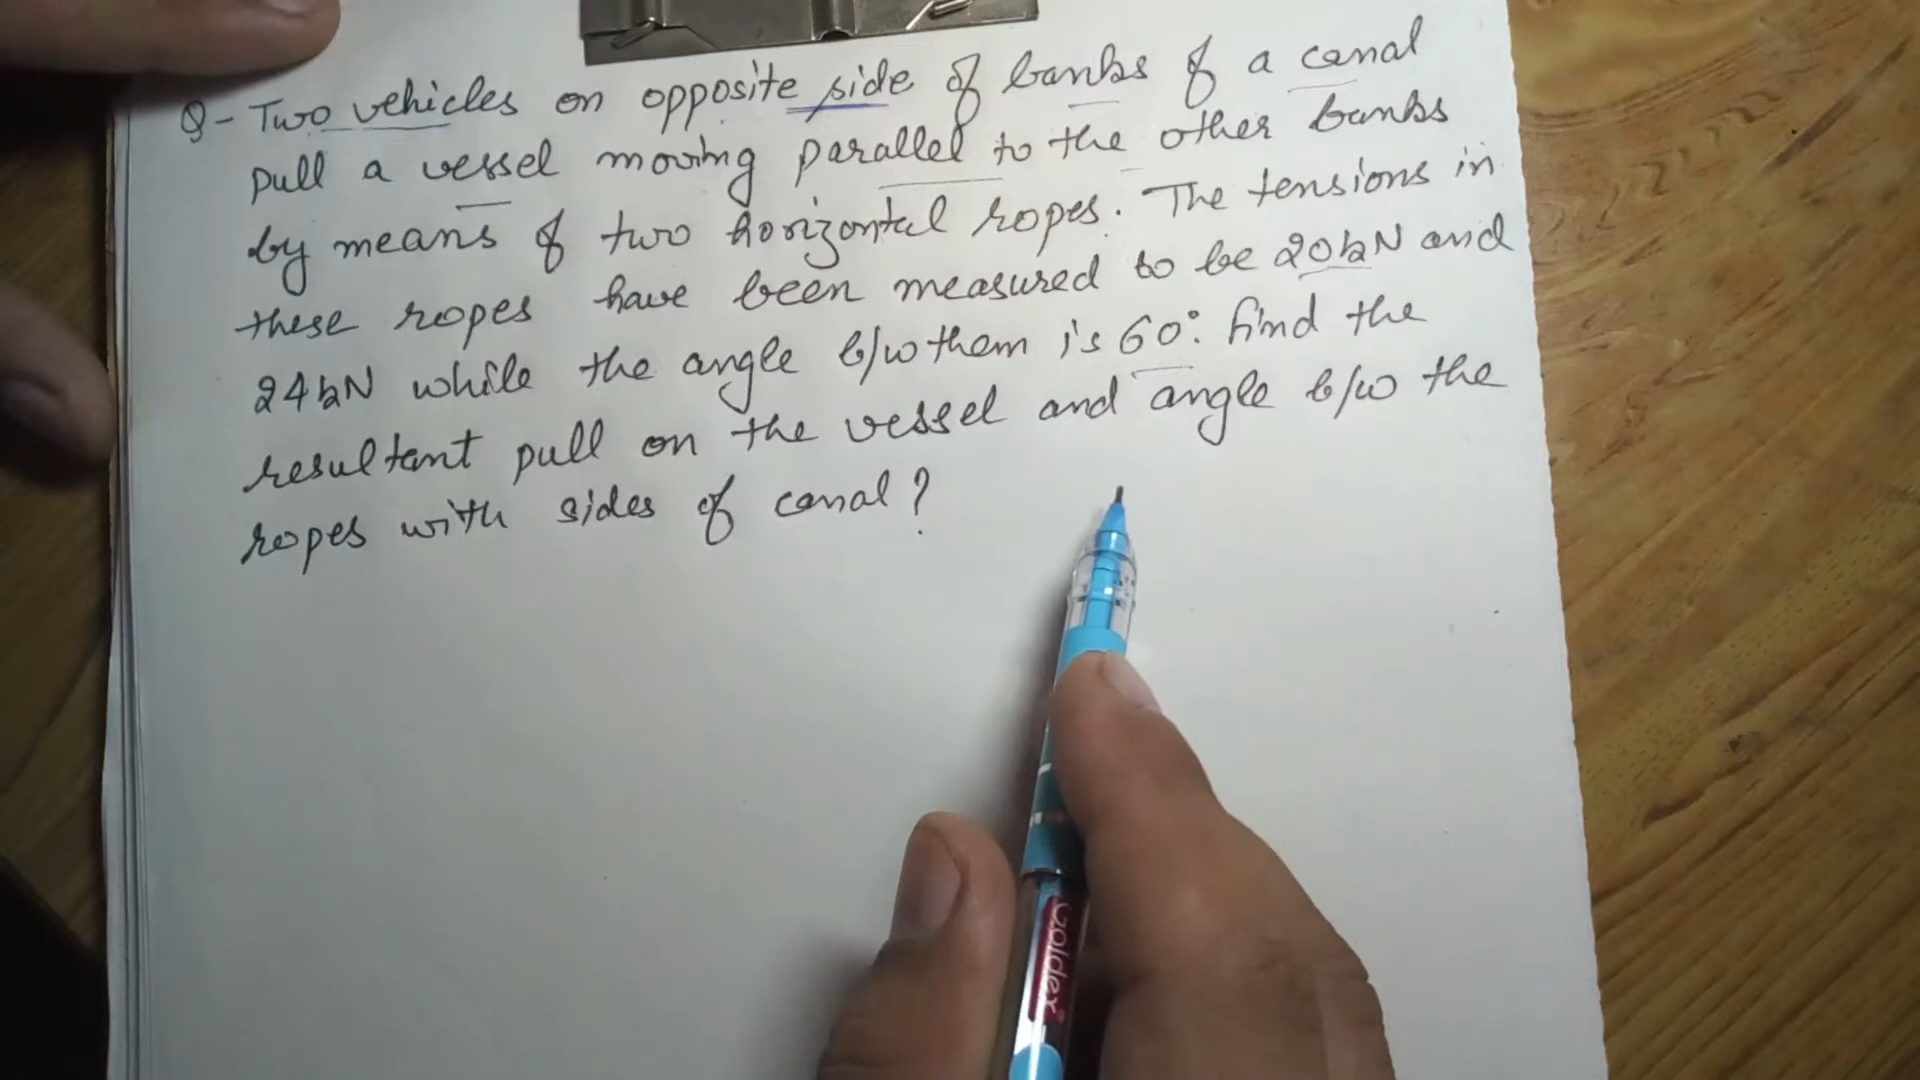 Q- Two vehicles on opposite side of banks of a canal
pull a vessel moving parallel to the other banks
by means of two horizontal ropes. The tensions in
these ropes have been measured to be 20kN and
24kN while the angle b/w them is 60°. find the
resultant pull on the vessel and angle b/w the
ropes with sides of canal?
Goldex